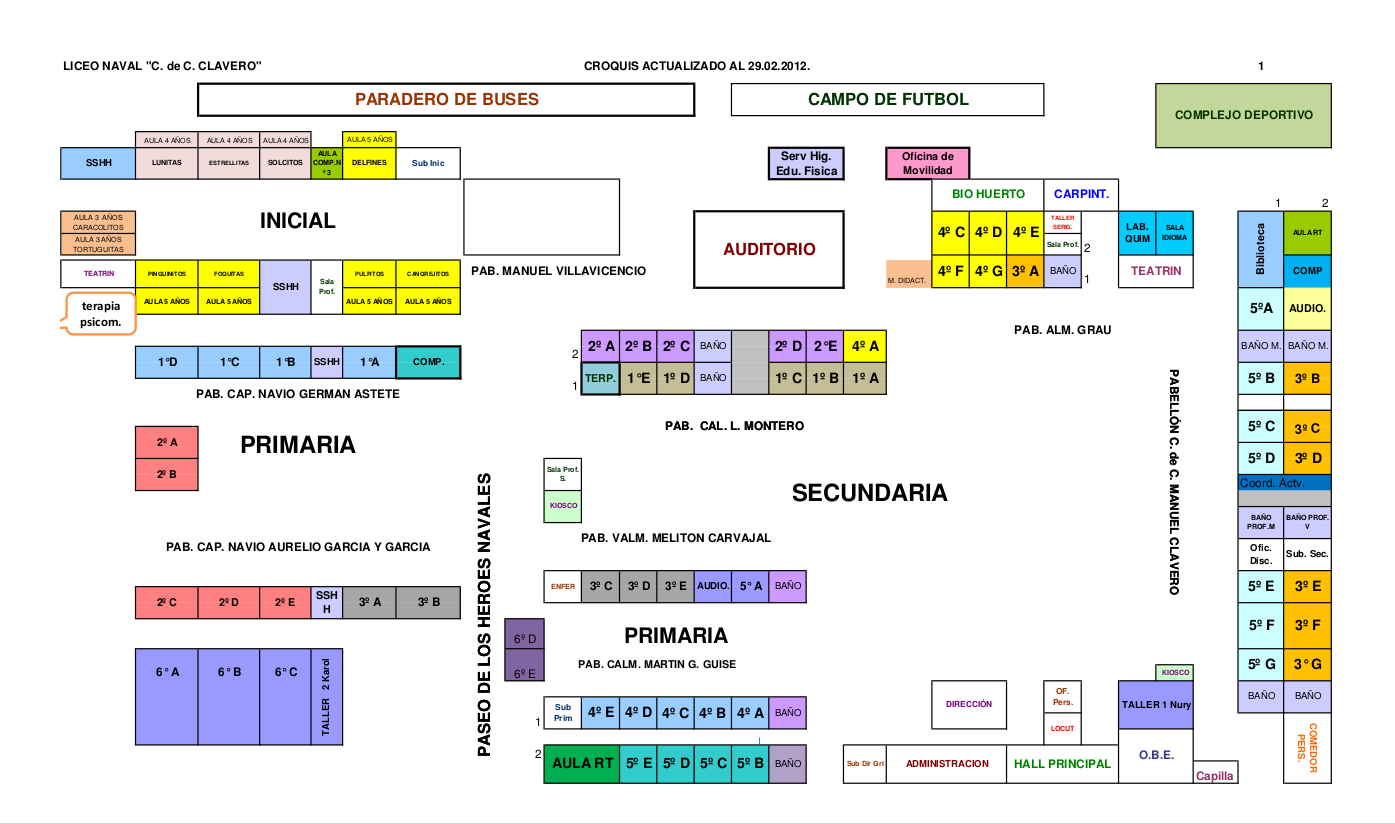 LICEO NAVAL "C. de C. CLAVERO"
CROQUIS ACTUALIZADO AL 29.02.2012.
1
PARADERO DE BUSES
CAMPO DE FUTBOL
COMPLEJO DEPORTIVO
AULA 4 AÑOS
AULA 4 AÑOS
AULA 4 AÑOS
AULA 5 AÑOS
SSHH
LUNITAS
ESTRELLITAS
SOLCITOS
AULA
COMP.N
º 3
DELFINES
Sub Inic
Serv Hig.
Edu. Fisica
Oficina de
Movilidad
BIO HUERTO
CARPINT.
AULA 3 AÑOS
CARACOLITOS
AULA 3AÑOS
TORTUGUITAS
INICIAL
AUDITORIO
4º C
4º D
4º E
TALLER
SERIG.
Sala Prof.
2
LAB.
QUIM
SALA
IDIOMA
1
2
Biblioteca
AULA RT
TEATRIN
PINGUINITOS
FOQUITAS
SSHH
Sala
Prof.
PULPITOS
CANGREJITOS
PAB. MANUEL VILLAVICENCIO
M. DIDACT.
4º F
4º G
3º A
BAÑO
1
TEATRIN
COMP
terapia
psicom.
AULA 5 AÑOS
AULA 5 AÑOS
AULA 5 AÑOS
AULA 5 AÑOS
5ºA
AUDIO.
PAB. ALM. GRAU
1ºD
1ºC
1ºB
SSHH
1ºA
COMP.
2
2º A
2º B
2º C
BAÑO
2º D
2ºE
4º A
BAÑO M.
BAÑO M.
1
TERP.
1ºE
1º D
BAÑO
1º C
1º B
1º A
5º B
3º B
PAB. CAP. NAVIO GERMAN ASTETE
PAB. CAL. L. MONTERO
PABELLÓN C. de C. MANUEL CLAVERO
2º A
2º B
PRIMARIA
5º C
3º C
5º D
3º D
Sala Prof.
S.
KIOSCO
SECUNDARIA
Coord. Actv.
PASEO DE LOS HEROES NAVALES
BAÑO
PROF.M
BAÑO PROF.
V
PAB. CAP. NAVIO AURELIO GARCIA Y GARCIA
PAB. VALM. MELITON CARVAJAL
Ofic.
Disc.
Sub. Sec.
2º C
2º D
2º E
SSH
H
3º A
3º B
ENFER
3º C
3º D
3º E
AUDIO.
5° A
BAÑO
5º E
3º E
6º D
6º E
PRIMARIA
5º F
3º F
PAB. CALM. MARTIN G. GUISE
6° A
6° B
6° C
TALLER 2 Karol
5º G
3°G
KIOSCO
1
Sub
Prim
4º E
4º D
4º C
4º B
4º A
BAÑO
DIRECCIÓN
OF.
Pers.
LOCUT
TALLER 1 Nury
BAÑO
BAÑO
2
AULA RT
5º E
5º D
5º C
5º B
BAÑO
Sub Dir Grl
ADMINISTRACION
HALL PRINCIPAL
O.B.E.
Capilla
COMEDOR
PERS.